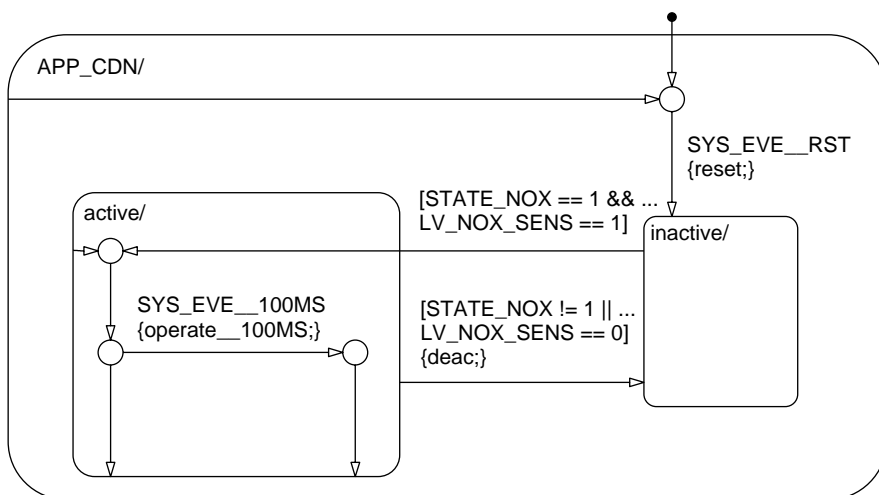 APP_CDN/
SYS_EVE__RST
{reset;}
[STATE_NOX == 1 && ...
LV_NOX_SENS == 1]
active/
inactive/
SYS_EVE__100MS
{operate__100MS;}
[STATE_NOX != 1 || ...
LV_NOX_SENS == 0]
{deac;}